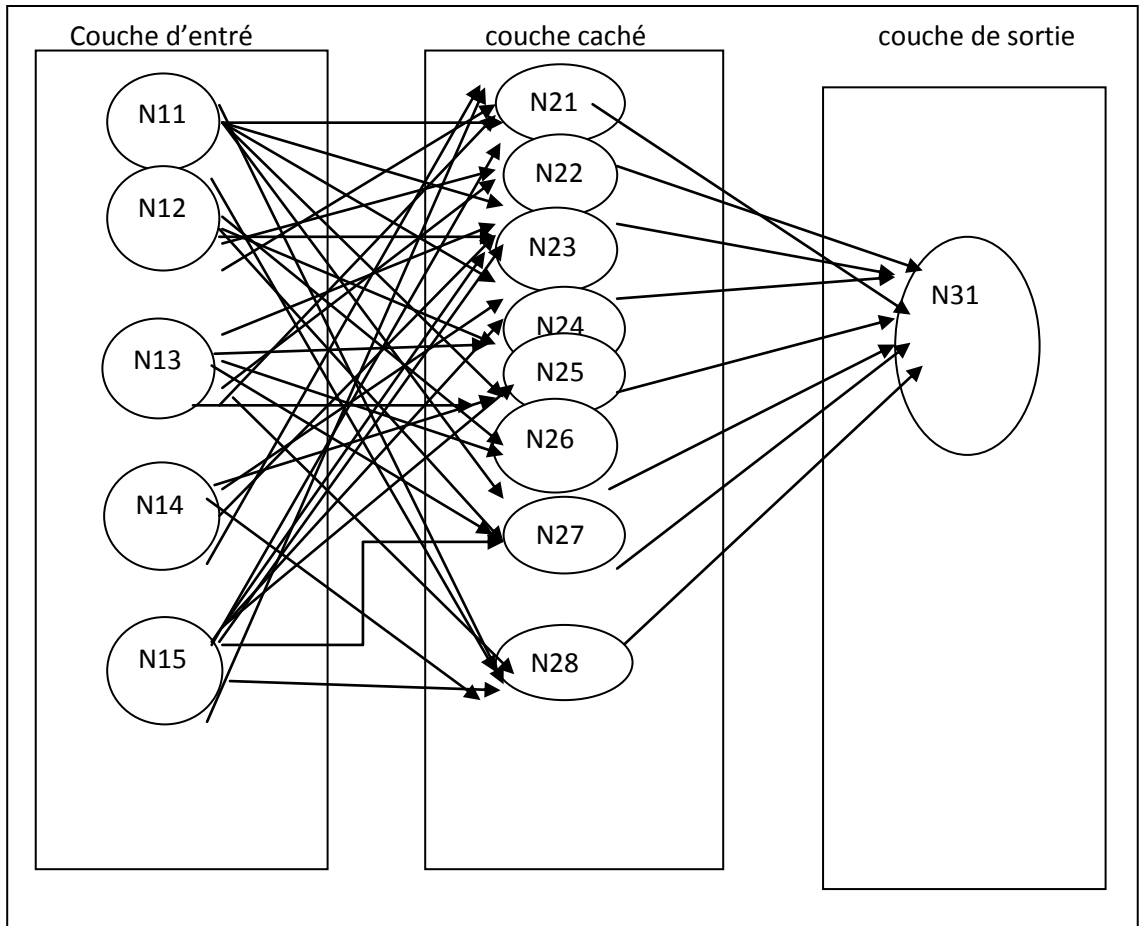 Couche d’entré
couche caché
couche de sortie
N11
N12
N13
N14
N15
N21
N22
N23
N24
N25
N26
N27
N28
N31